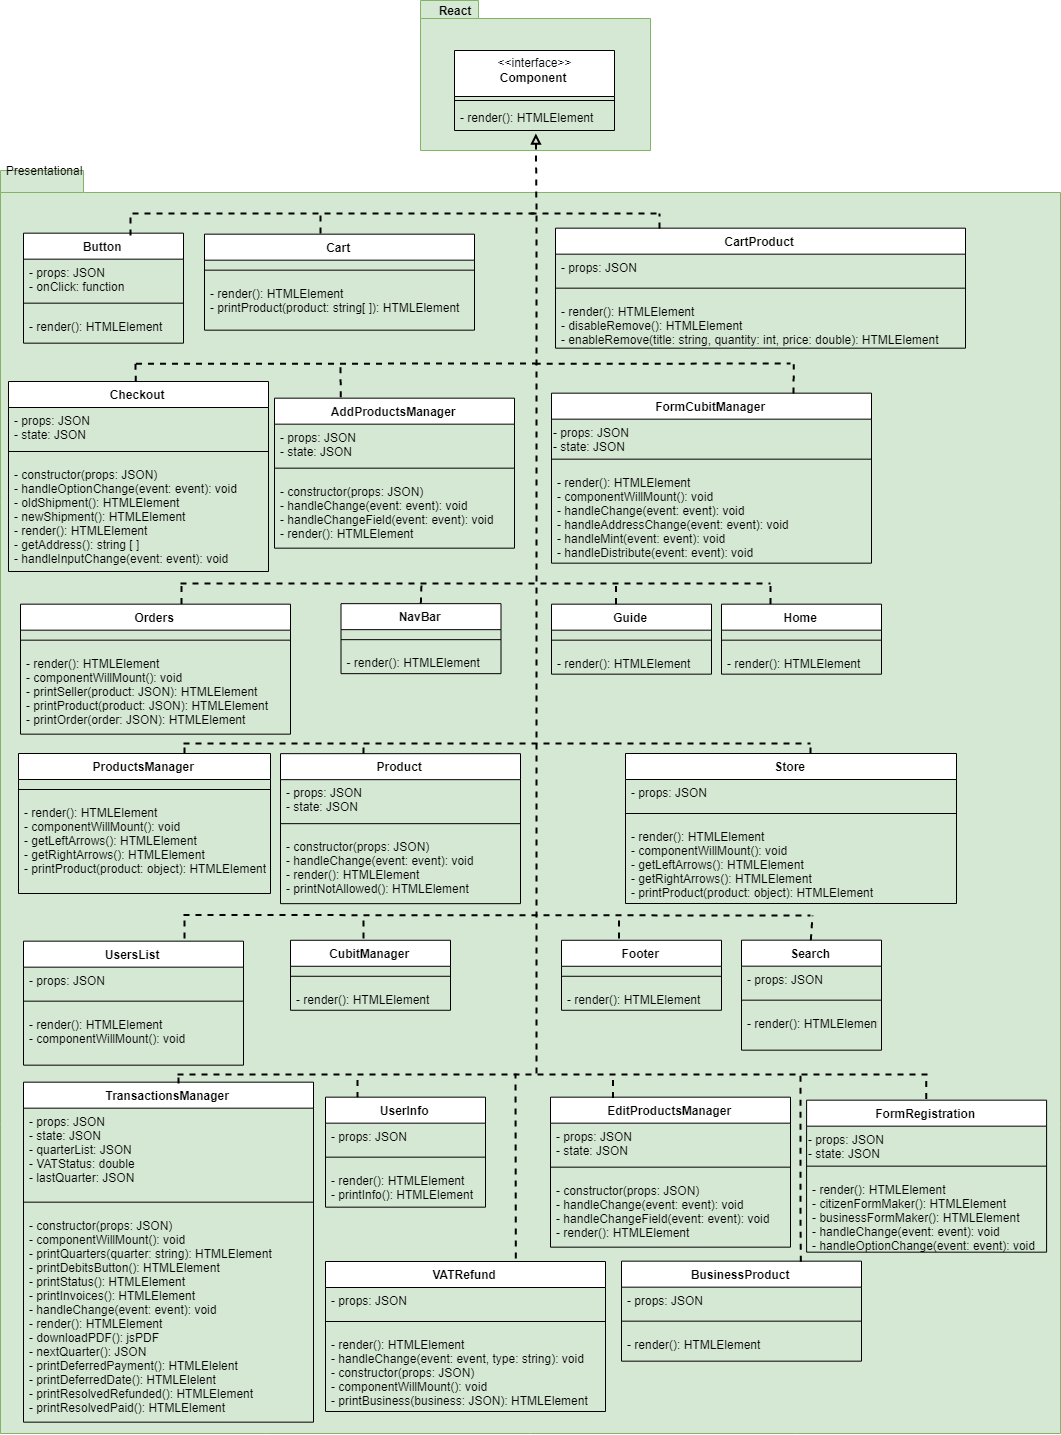 React
<<interface>>
Component
- render(): HTMLElement
Presentational
Button
- props: JSON
- onClick: function
- render(): HTMLElement
Cart
- render(): HTMLElement
- printProduct(product: string[ ]): HTMLElement
CartProduct
- props: JSON
- render(): HTMLElement
- disableRemove(): HTMLElement
- enableRemove(title: string, quantity: int, price: double): HTMLElement
Checkout
- props: JSON
- state: JSON
- constructor(props: JSON)
- handleOptionChange(event: event): void
- oldShipment(): HTMLElement
- newShipment(): HTMLElement
- render(): HTMLElement
- getAddress(): string [ ]
- handleInputChange(event: event): void
AddProductsManager
- props: JSON
- state: JSON
- constructor(props: JSON)
- handleChange(event: event): void
- handleChangeField(event: event): void
- render(): HTMLElement
FormCubitManager
- props: JSON
- state: JSON
- render(): HTMLElement
- componentWillMount(): void
- handleChange(event: event): void
- handleAddressChange(event: event): void
- handleMint(event: event): void
- handleDistribute(event: event): void
Orders
- render(): HTMLElement
- componentWillMount(): void
- printSeller(product: JSON): HTMLElement
- printProduct(product: JSON): HTMLElement
- printOrder(order: JSON): HTMLElement
NavBar
- render(): HTMLElement
Guide
- render(): HTMLElement
Home
- render(): HTMLElement
ProductsManager
- render(): HTMLElement
- componentWillMount(): void
- getLeftArrows(): HTMLElement
- getRightArrows(): HTMLElement
- printProduct(product: object): HTMLElement
Product
- props: JSON
- state: JSON
- constructor(props: JSON)
- handleChange(event: event): void
- render(): HTMLElement
- printNotAllowed(): HTMLElement
Store
- props: JSON
- render(): HTMLElement
- componentWillMount(): void
- getLeftArrows(): HTMLElement
- getRightArrows(): HTMLElement
- printProduct(product: object): HTMLElement
UsersList
- props: JSON
- render(): HTMLElement
- componentWillMount(): void
CubitManager
- render(): HTMLElement
Footer
- render(): HTMLElement
Search
- props: JSON
- render(): HTMLElemen
TransactionsManager
- props: JSON
- state: JSON
- quarterList: JSON
- VATStatus: double
- lastQuarter: JSON
- constructor(props: JSON)
- componentWillMount(): void
- printQuarters(quarter: string): HTMLElement
- printDebitsButton(): HTMLElement
- printStatus(): HTMLElement
- printInvoices(): HTMLElement
- handleChange(event: event): void
- render(): HTMLElement
- downloadPDF(): jsPDF
- nextQuarter(): JSON
- printDeferredPayment(): HTMLElelent
- printDeferredDate(): HTMLElelent
- printResolvedRefunded(): HTMLElement
- printResolvedPaid(): HTMLElement
UserInfo
- props: JSON
- render(): HTMLElement
- printInfo(): HTMLElement
EditProductsManager
- props: JSON
- state: JSON
- constructor(props: JSON)
- handleChange(event: event): void
- handleChangeField(event: event): void
- render(): HTMLElement
FormRegistration
- props: JSON
- state: JSON
- render(): HTMLElement
- citizenFormMaker(): HTMLElement
- businessFormMaker(): HTMLElement
- handleChange(event: event): void
- handleOptionChange(event: event): void
VATRefund
- props: JSON
- render(): HTMLElement
- handleChange(event: event, type: string): void
- constructor(props: JSON)
- componentWillMount(): void
- printBusiness(business: JSON): HTMLElement
BusinessProduct
- props: JSON
- render(): HTMLElement